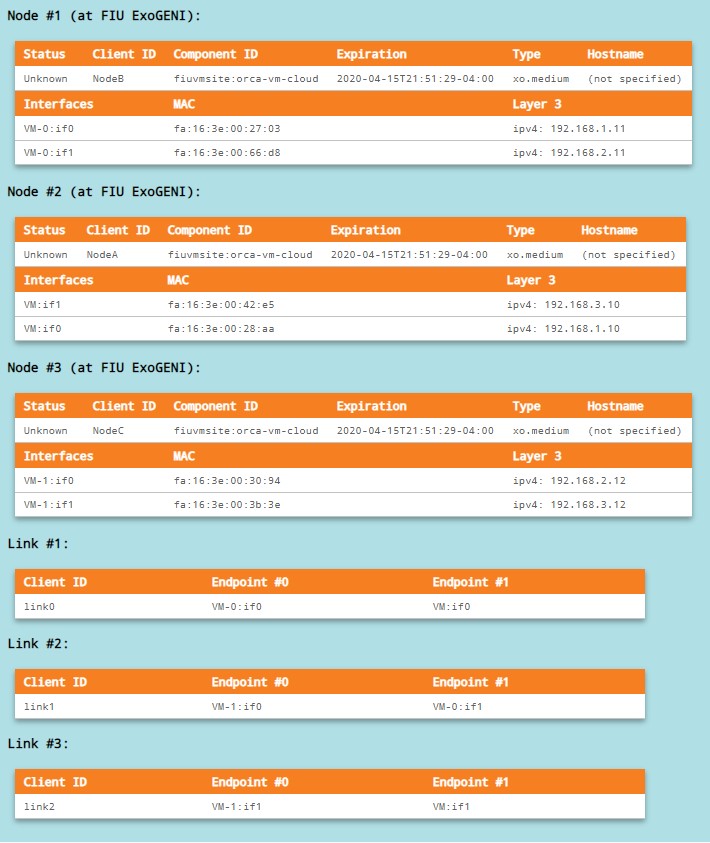 Node #1 (at FIU ExoGENI):
Status Client ID Component ID Expiration Type Hostname
Unknown NodeB fiuvmsite:orca-vm-cloud 2020-04-15T21:51:29-04:00 xo.medium (not specified)
Interfaces MAC Layer 3
VM-0:if0 fa:16:3e:00:27:03 ipv4: 192.168.1.11
VM-0:if1 fa:16:3e:00:66:d8 ipv4: 192.168.2.11
Node #2 (at FIU ExoGENI):
Status Client ID Component ID Expiration Type Hostname
Unknown NodeA fiuvmsite:orca-vm-cloud 2020-04-15T21:51:29-04:00 xo.medium (not specified)
Interfaces MAC Layer 3
VM:if1 fa:16:3e:00:42:e5 ipv4: 192.168.3.10
VM:if0 fa:16:3e:00:28:aa ipv4: 192.168.1.10
Node #3 (at FIU ExoGENI):
Status Client ID Component ID Expiration Type Hostname
Unknown NodeC fiuvmsite:orca-vm-cloud 2020-04-15T21:51:29-04:00 xo.medium (not specified)
Interfaces MAC Layer 3
VM-1:if0 fa:16:3e:00:30:94 ipv4: 192.168.2.12
VM-1:if1 fa:16:3e:00:3b:3e ipv4: 192.168.3.12
Link #1:
Client ID Endpoint #0 Endpoint #1
link0 VM-0:if0 VM:if0
Link #2:
Client ID Endpoint #0 Endpoint #1
link1 VM-1:if0 VM-0:if1
Link #3:
Client ID Endpoint #0 Endpoint #1
link2 VM-1:if1 VM:if1